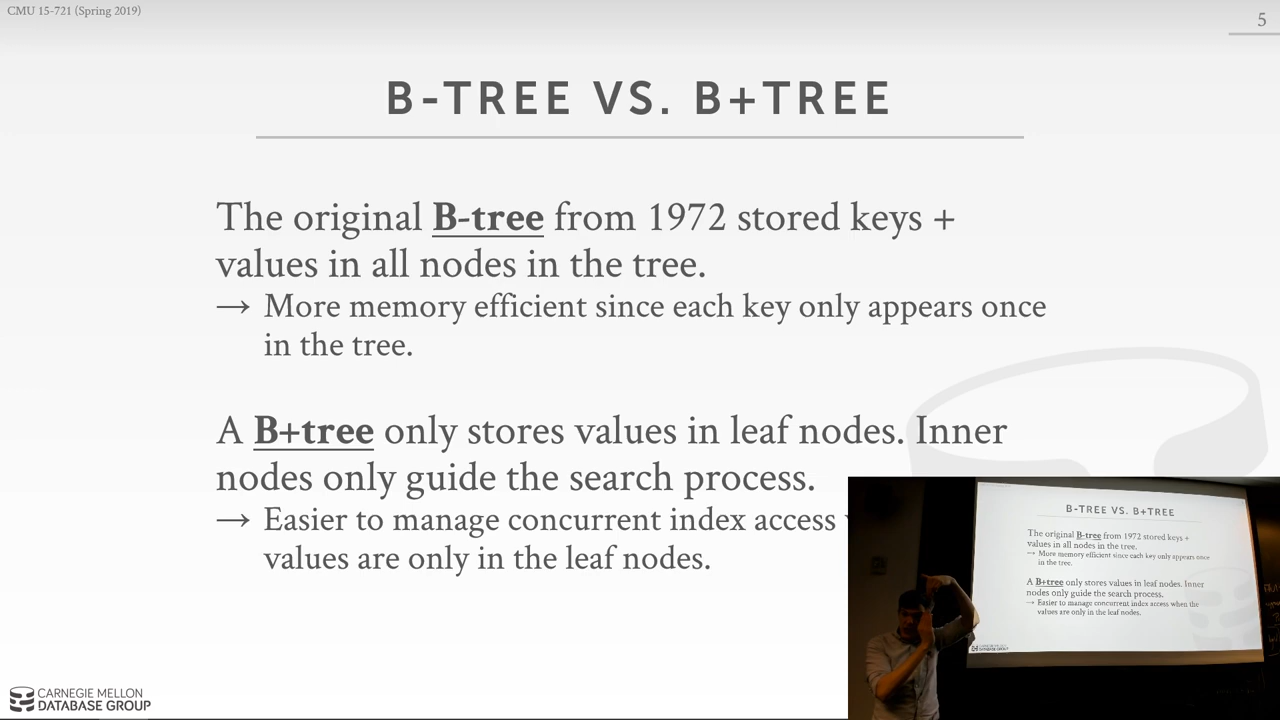 CMU 15-721 (Spring 2019)
5
B-TREE VS. B+TREE
The original B-tree from 1972 stored keys +
values in all nodes in the tree.
→ More memory efficient since each key only appears once
in the tree.
A B+tree only stores values in leaf nodes. Inner
nodes only guide the search process.
→ Easier to manage concurrent index access
values are only in the leaf nodes.
CARNEGIE MELLON
DATABASE GROUP
B-TREE VS. B+TREE
The original B-tree from 1972 stored keys +
values in all nodes in the tree.
→ More memory efficient since each key only appears once
in the tree.
A B+tree only stores values in leaf nodes. Inner
nodes only guide the search process.
→ Easier to manage concurrent index access when the
values are only in the leaf nodes.
CARNEGIE MELLON
DATABASE GROUP